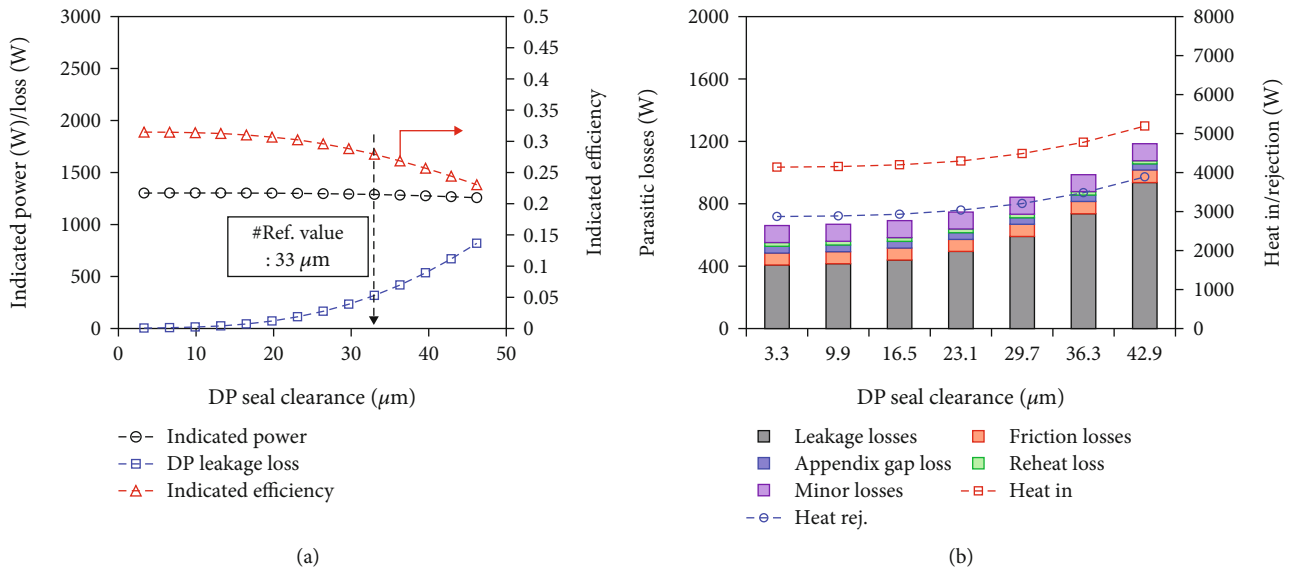 3000
2500
2000
1500
1000
500
0
Indicated power (W)/loss (W)
0.5
0.45
0.4
0.35
0.3
0.25
0.2
0.15
0.1
0.05
0
Indicated efficiency
#Ref. value
: 33 μm
0 10 20 30 40 50
DP seal clearance (μm)
Indicated power
DP leakage loss
Indicated efficiency
(a)
2000
1600
1200
800
400
0
Parasitic losses (W)
8000
7000
6000
5000
4000
3000
2000
1000
0
Heat in/rejection (W)
3.3 9.9 16.5 23.1 29.7 36.3 42.9
DP seal clearance (μm)
Leakage losses
Friction losses
Appendix gap loss
Reheat loss
Minor losses
Heat in
Heat rej.
(b)